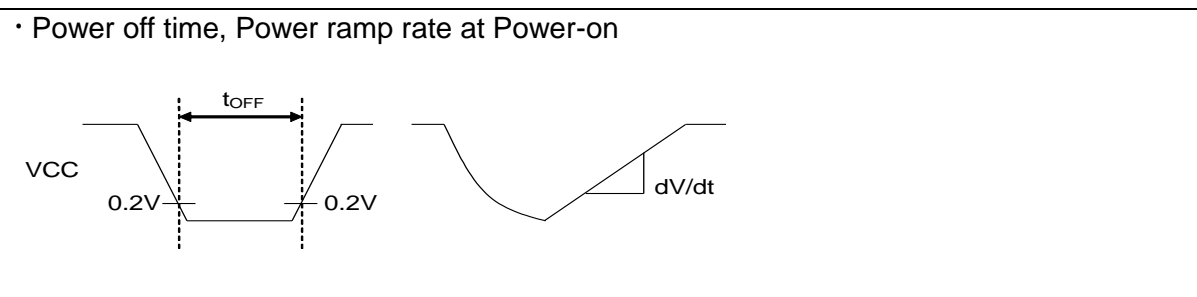 ・Power off time, Power ramp rate at Power-on
tOFF
VCC
0.2V
0.2V
dV/dt